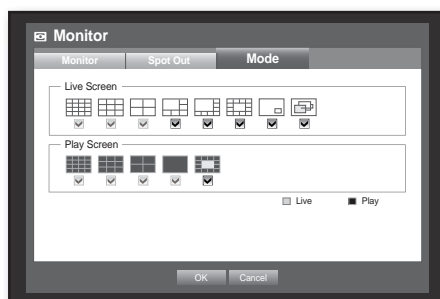 Monitor
Monitor Spot Out Mode
Live Screen
Play Screen
Live Play
OK Cancel